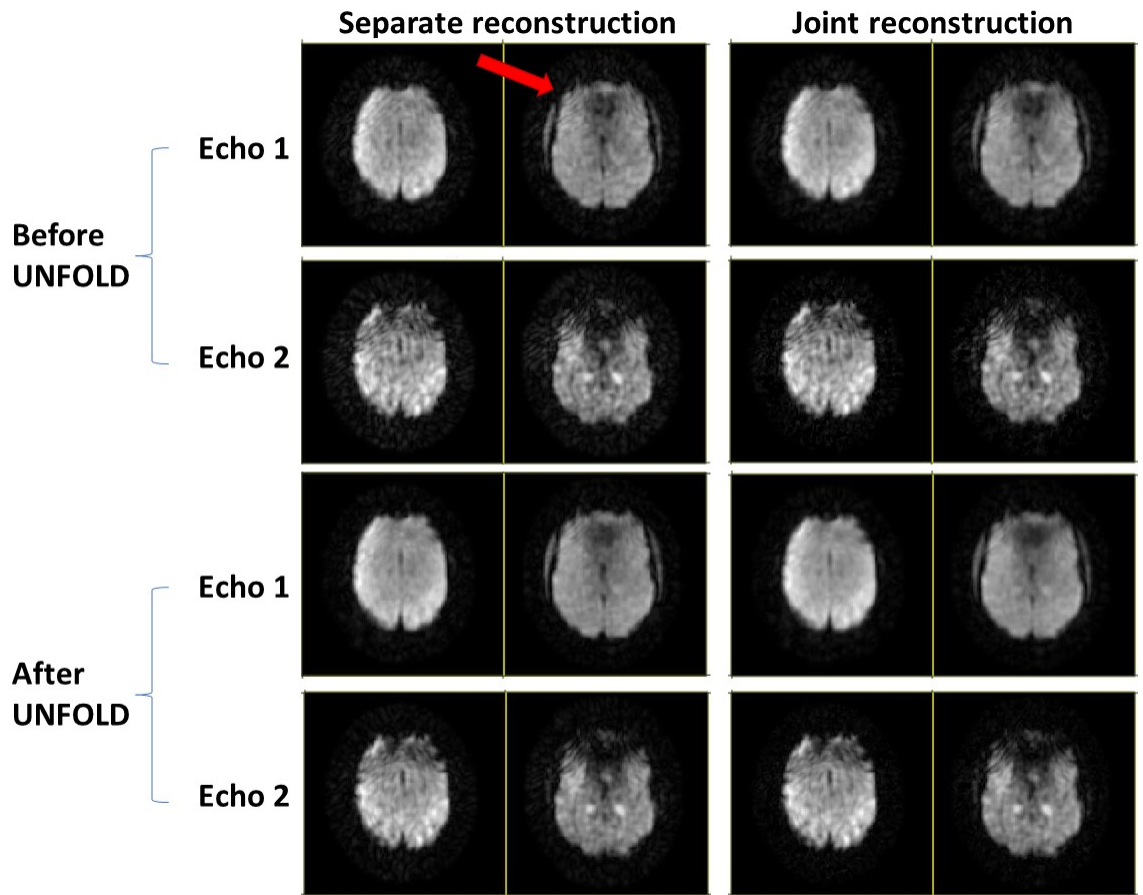 Separate reconstruction
Joint reconstruction
Before
UNFOLD
Echo 1
Echo 2
After
UNFOLD
Echo 1
Echo 2